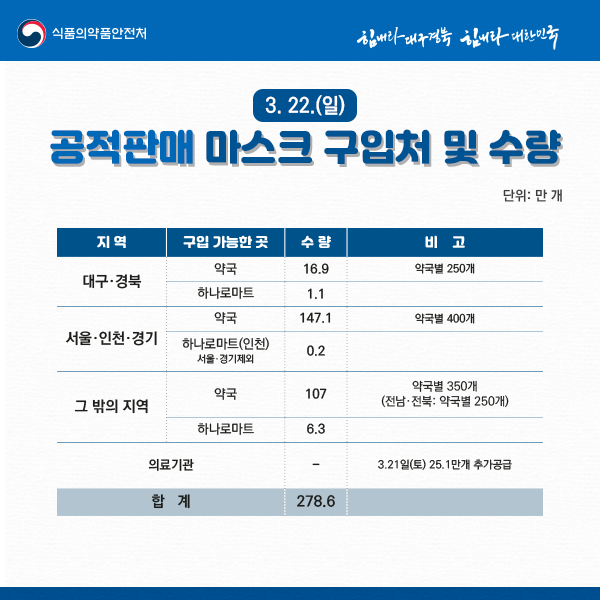 식품의약품안전처
힘내라 대구경북 힘내라 대한민국
3. 22.(일)
공적판매 마스크 구입처 및 수량
단위: 만 개
지 역 구입 가능한 곳 수 량 비 고
대구·경북 약국 16.9 약국별 250개
하나로마트 1.1
서울·인천·경기 약국 147.1 약국별 400개
하나로마트(인천) 0.2
서울·경기제외
그 밖의 지역 약국 107 약국별 350개
(전남·전북: 약국별 250개)
하나로마트 6.3
의료기관 – 3.21일(토) 25.1만개 추가공급
합 계 278.6